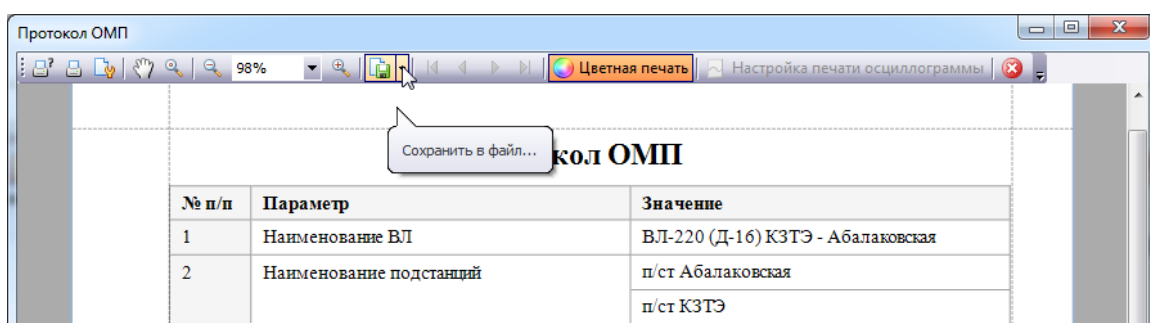 Протокол ОМП
98% Цветная печать Настройка печати осциллограммы
Сохранить в файл...
кол ОМП
№ п/п Параметр Значение
1 Наименование ВЛ ВЛ-220 (Д-16) КЗТЭ - Абалаковская
2 Наименование подстанций п/ст Абалаковская
п/ст КЗТЭ